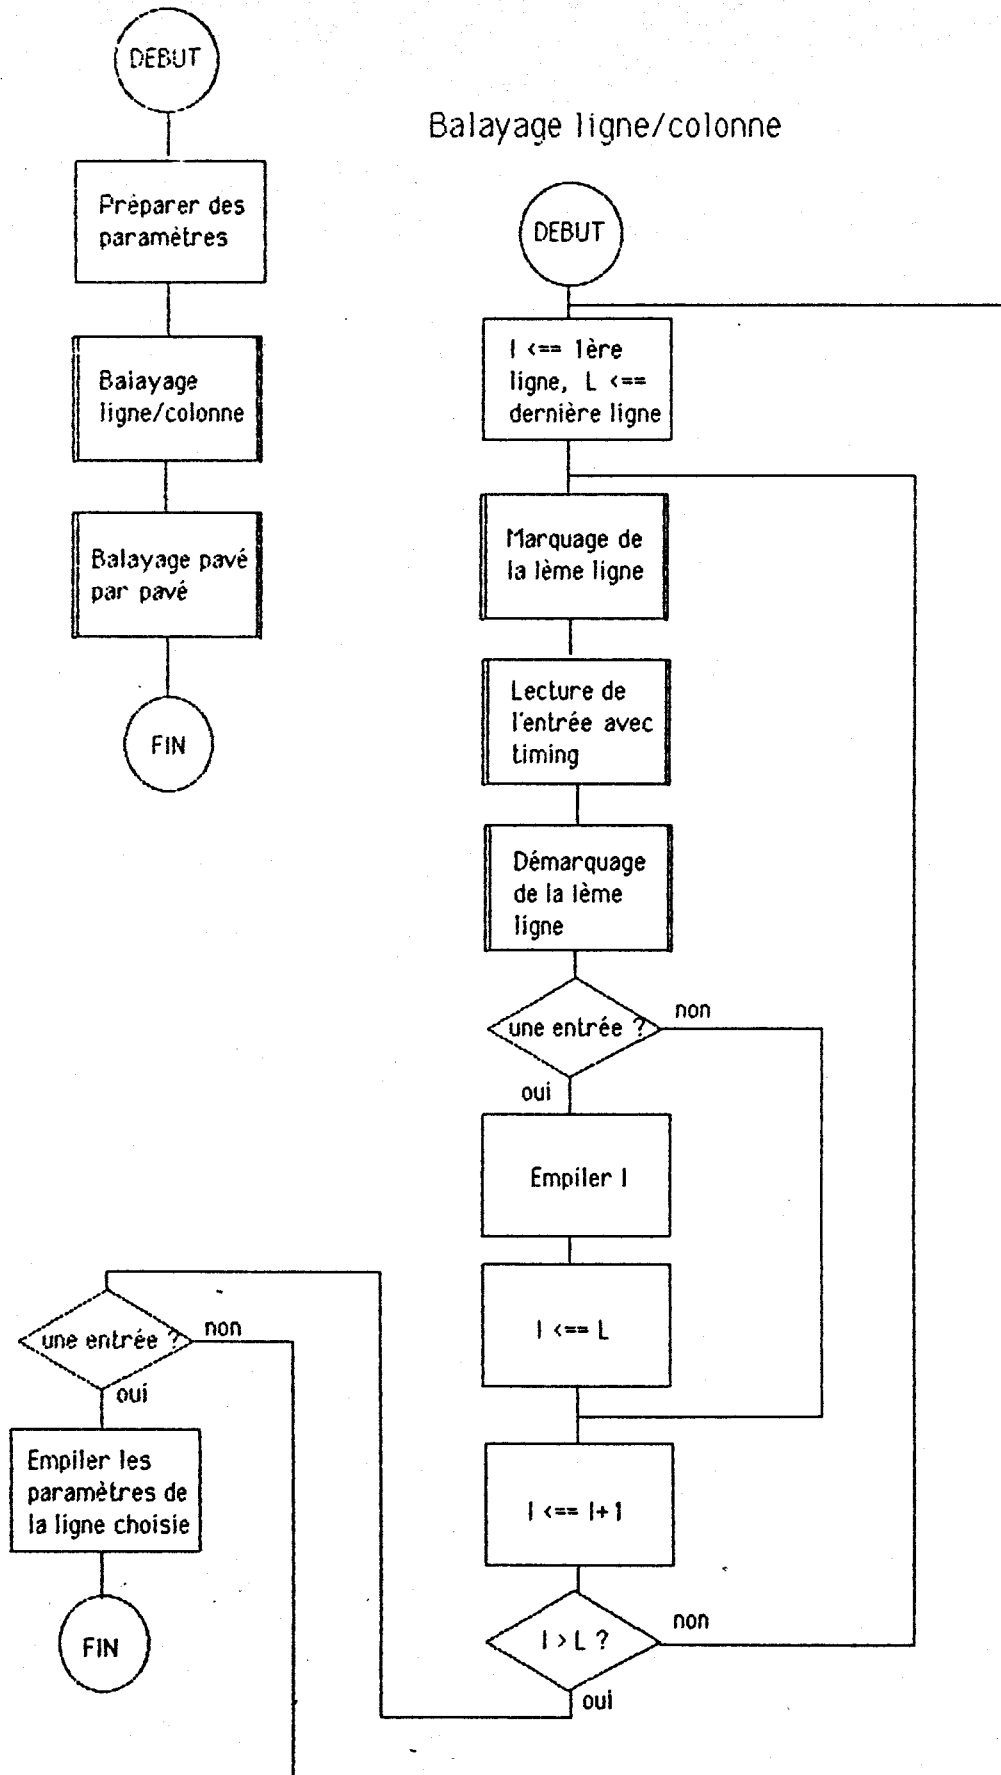 DEBUT
Préparer des
paramètres
Balayage
ligne/colonne
Balayage pavé
par pavé
FIN
Balayage ligne/colonne
DEBUT
I <== 1ère
ligne, L <==
dernière ligne
Marquage de
la Ième ligne
Lecture de
l'entrée avec
timing
Démarquage
de la Ième
ligne
une entrée ?
non
oui
Empiler I
I <== L
I <== I+1
I > L ?
non
oui
une entrée ?
non
oui
Empiler les
paramètres de
la ligne choisie
FIN